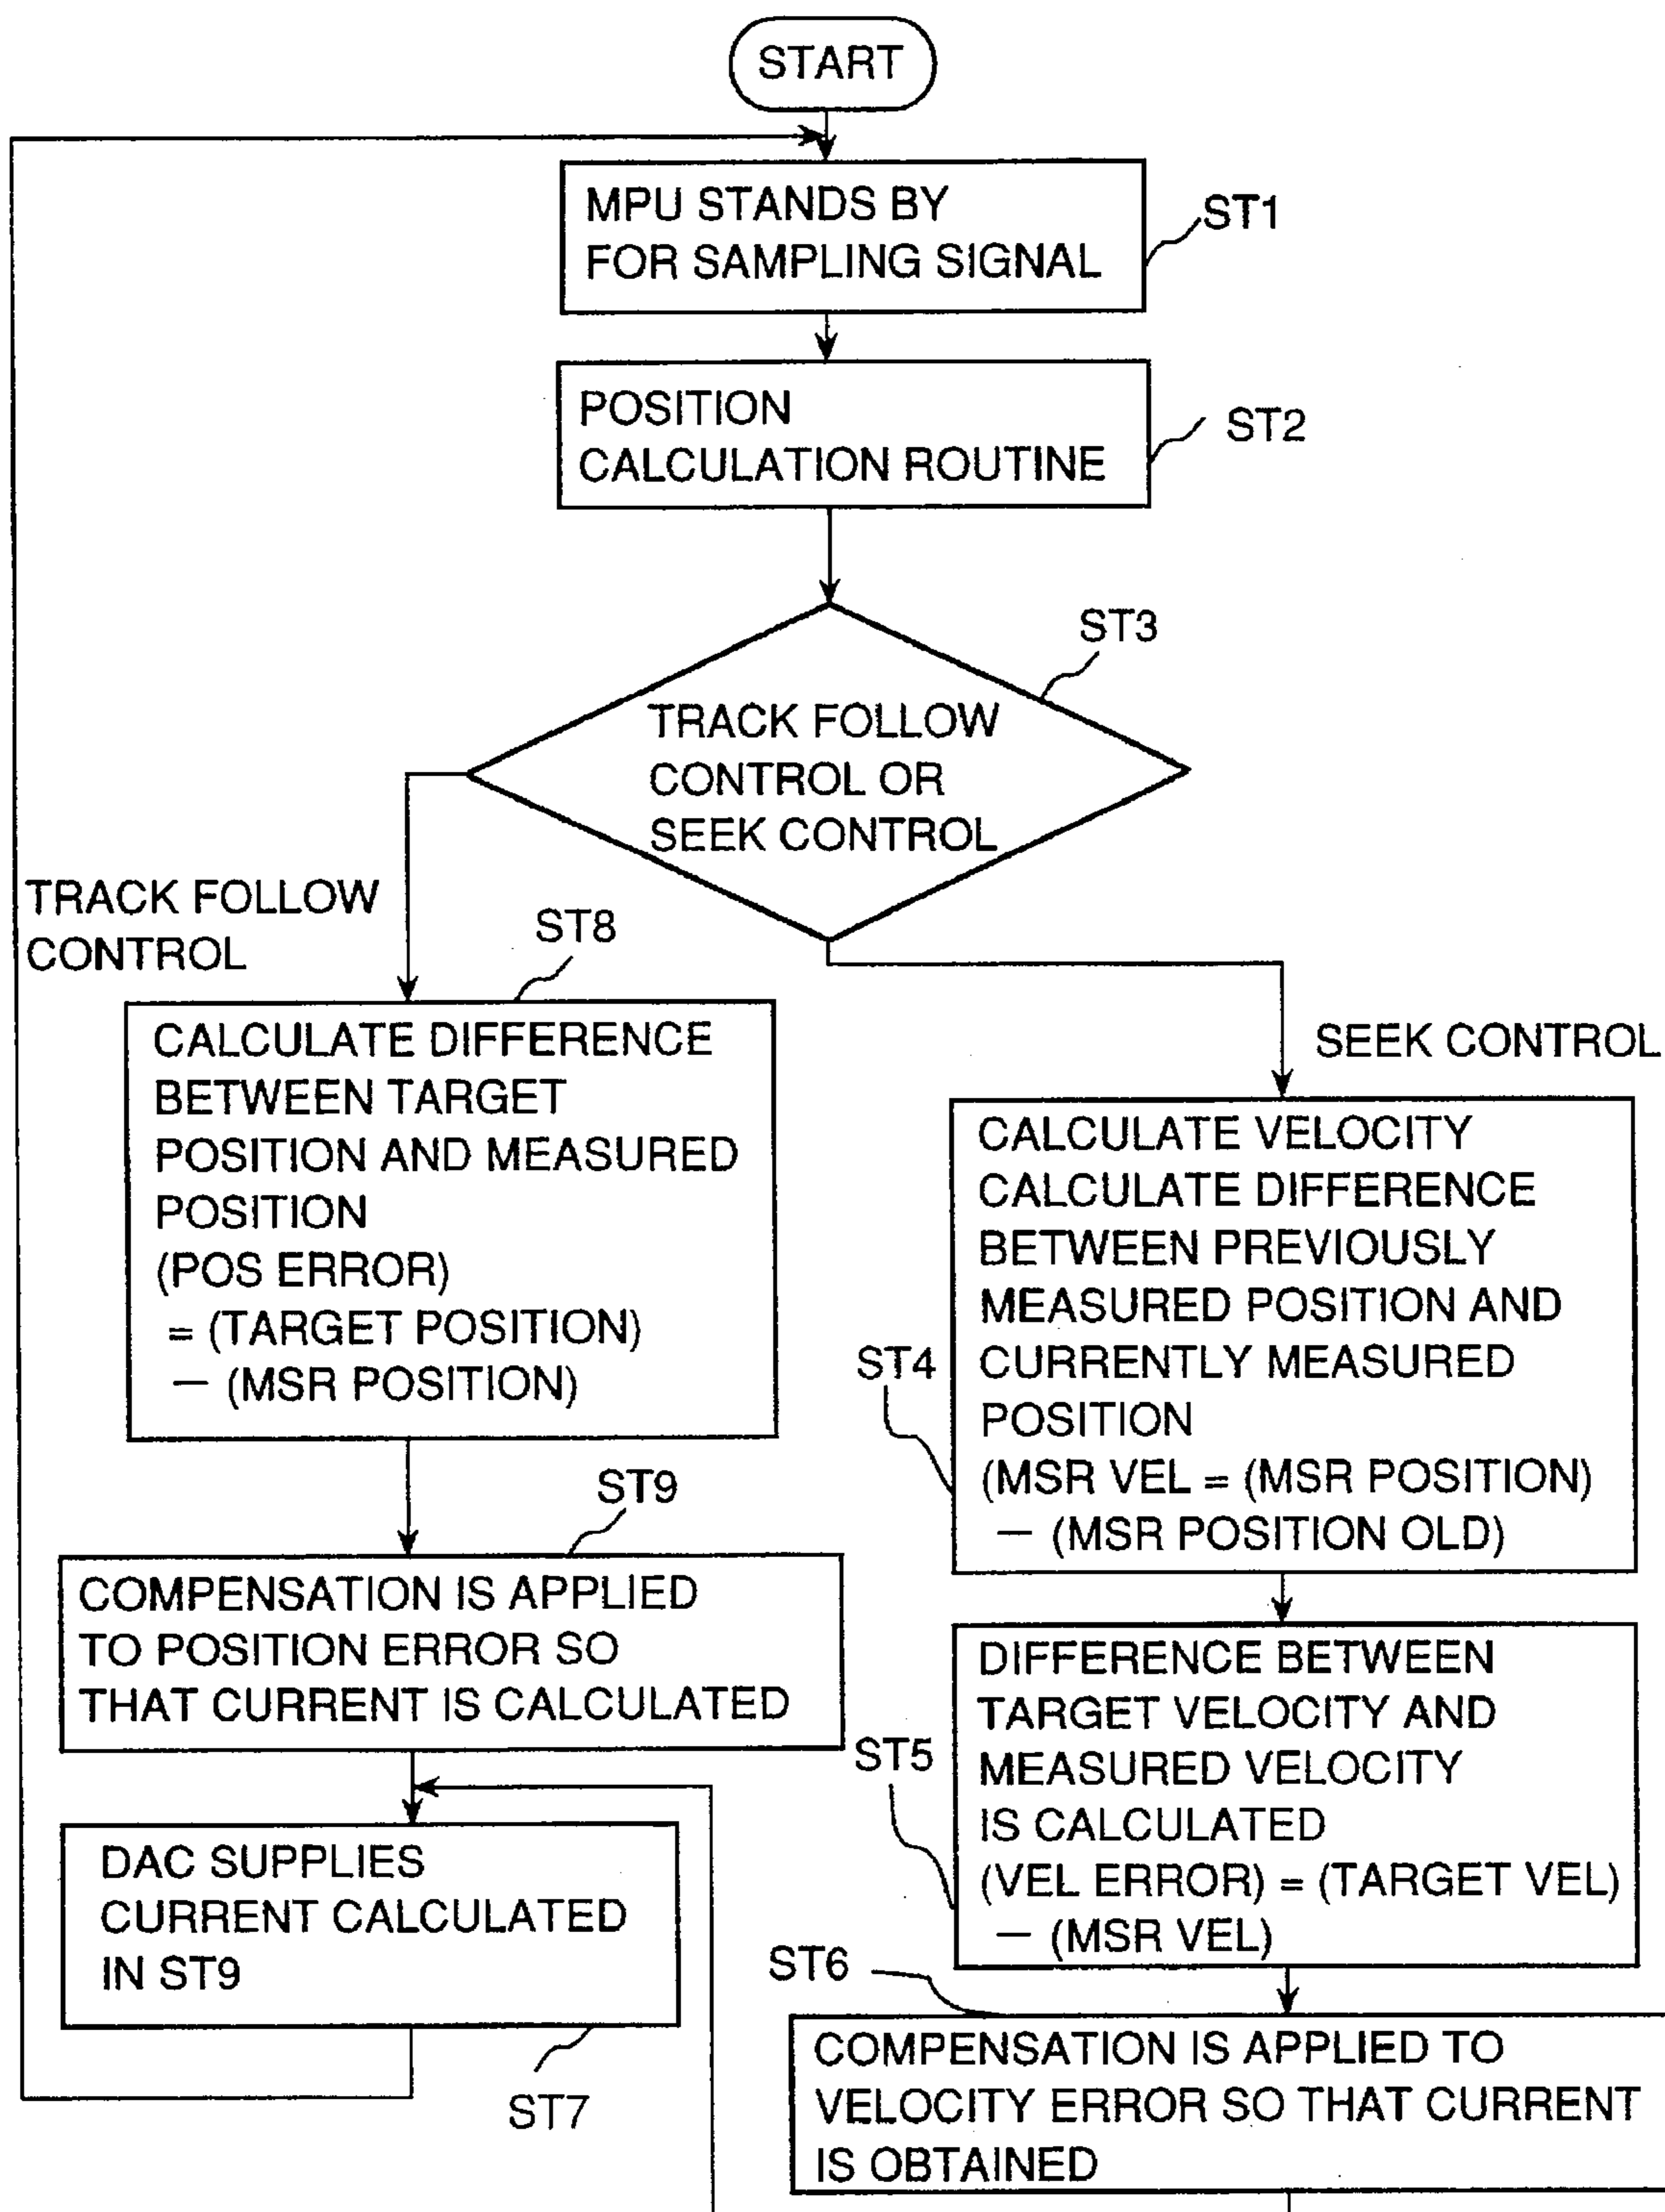 START
MPU STANDS BY
FOR SAMPLING SIGNAL
ST1
POSITION
CALCULATION ROUTINE
ST2
ST3
TRACK FOLLOW
CONTROL OR
SEEK CONTROL
TRACK FOLLOW
CONTROL
ST8
CALCULATE DIFFERENCE
BETWEEN TARGET
POSITION AND MEASURED
POSITION
(POS ERROR)
= (TARGET POSITION)
— (MSR POSITION)
ST9
COMPENSATION IS APPLIED
TO POSITION ERROR SO
THAT CURRENT IS CALCULATED
DAC SUPPLIES
CURRENT CALCULATED
IN ST9
ST7
SEEK CONTROL
CALCULATE VELOCITY
CALCULATE DIFFERENCE
BETWEEN PREVIOUSLY
MEASURED POSITION AND
CURRENTLY MEASURED
POSITION
(MSR VEL = (MSR POSITION)
— (MSR POSITION OLD)
ST4
DIFFERENCE BETWEEN
TARGET VELOCITY AND
MEASURED VELOCITY
IS CALCULATED
(VEL ERROR) = (TARGET VEL)
— (MSR VEL)
ST5
ST6
COMPENSATION IS APPLIED TO
VELOCITY ERROR SO THAT CURRENT
IS OBTAINED